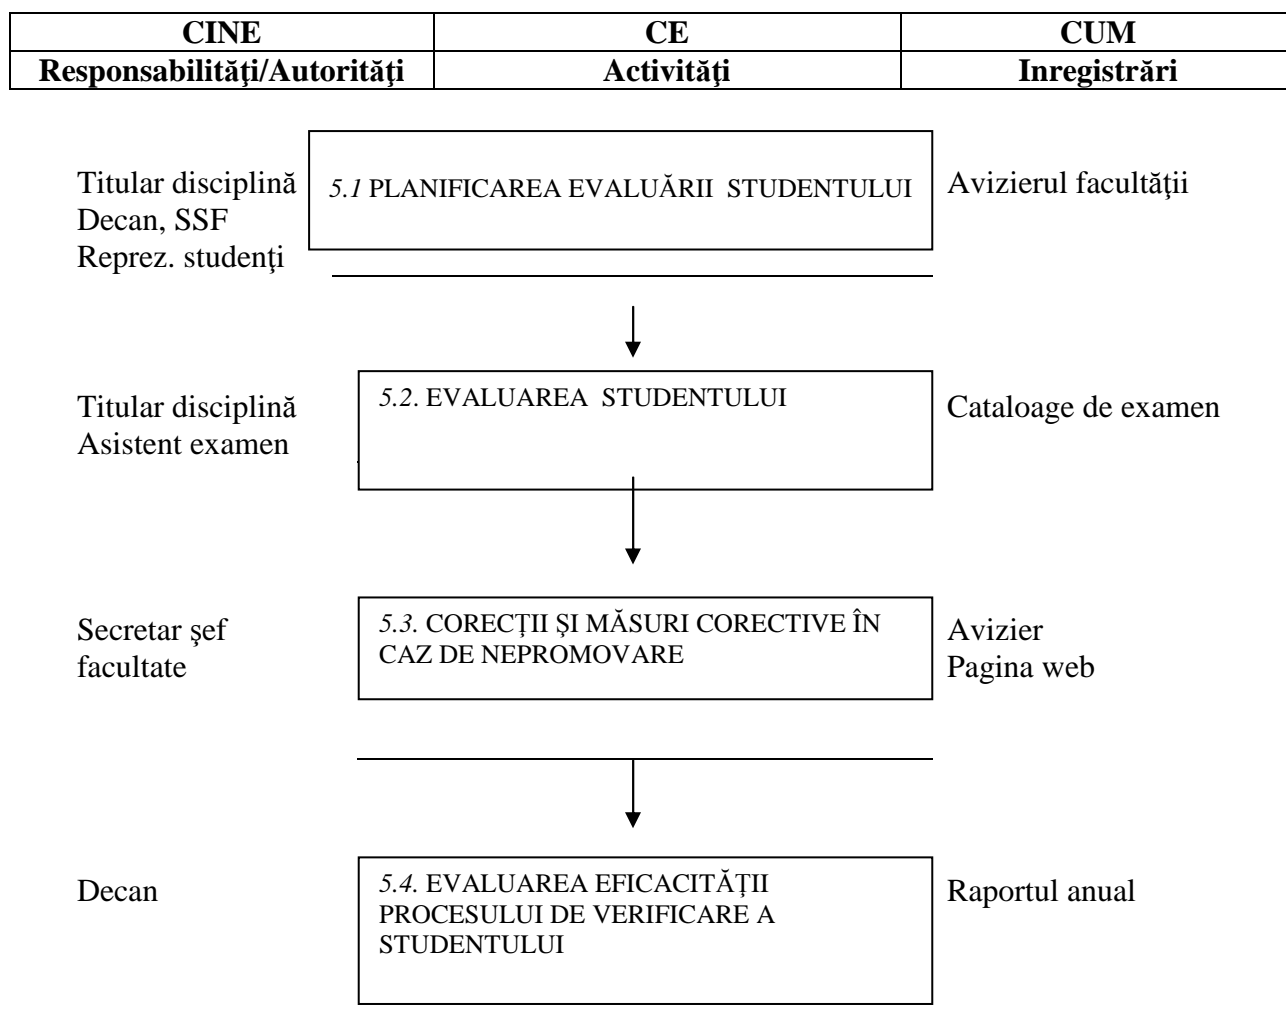 CINE CE CUM
Responsabilităţi/Autorităţi Activităţi Inregistrări
Titular disciplină
Decan, SSF
Reprez. studenţi
5.1 PLANIFICAREA EVALUĂRII STUDENTULUI
Avizierul facultăţii
Titular disciplină
Asistent examen
5.2. EVALUAREA STUDENTULUI
Cataloage de examen
Secretar şef
facultate
5.3. CORECŢII ŞI MĂSURI CORECTIVE ÎN
CAZ DE NEPROMOVARE
Avizier
Pagina web
Decan
5.4. EVALUAREA EFICACITĂŢII
PROCESULUI DE VERIFICARE A
STUDENTULUI
Raportul anual